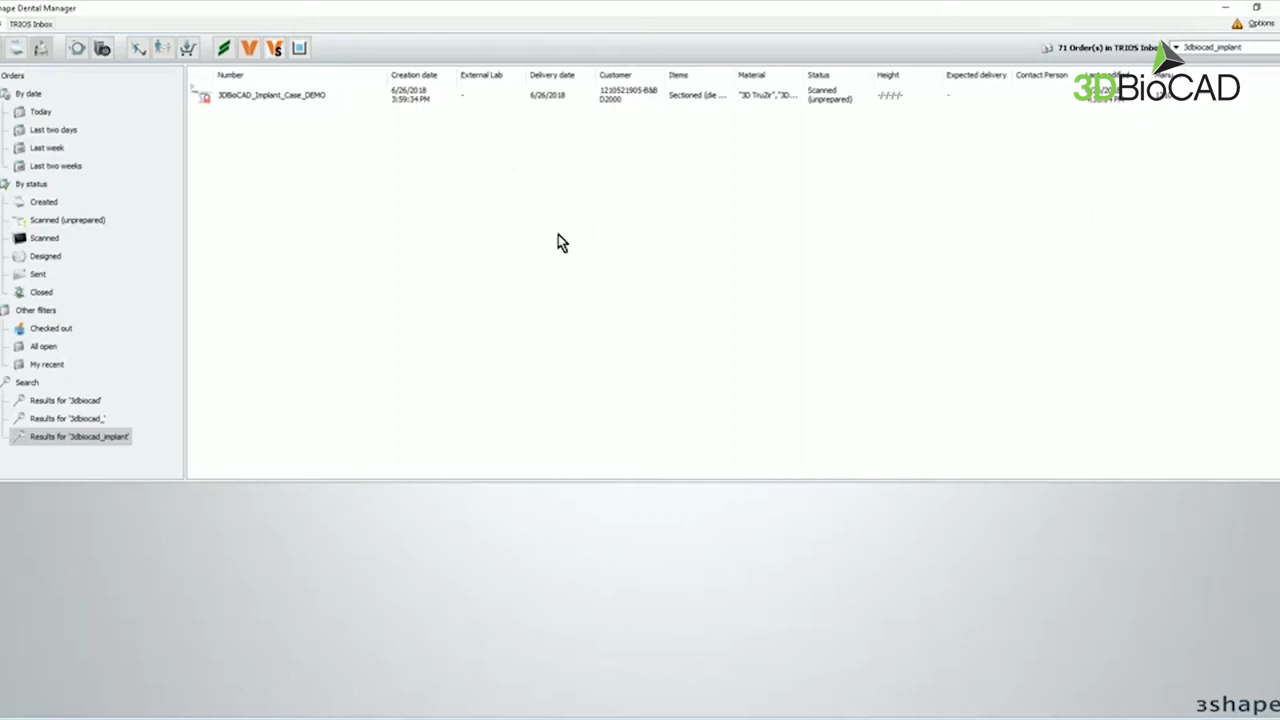 hape Dental Manager
TRIOS Inbox
Options
71 Order(s) in TRIOS Inbox
3dbiocad_implant
3DBioCAD
Orders
Number
Creation date
External Lab
Delivery date
Customer
Items
Material
Status
Height
Expected delivery
Contact Person
3DBioCAD_Implant_Case_DEMO
6/26/2018
3:59:34 PM
6/26/2018
1210521905-B&B
D2000
Sectioned (die ...
"3D TruZir","3D...
Scanned
(unprepared)
-/-/-/-/-
-
By date
Today
Last two days
Last week
Last two weeks
By status
Created
Scanned (unprepared)
Scanned
Designed
Sent
Closed
Other filters
Checked out
All open
My recent
Search
Results for '3dbiocad'
Results for '3dbiocad_'
Results for '3dbiocad_implant'
3shape